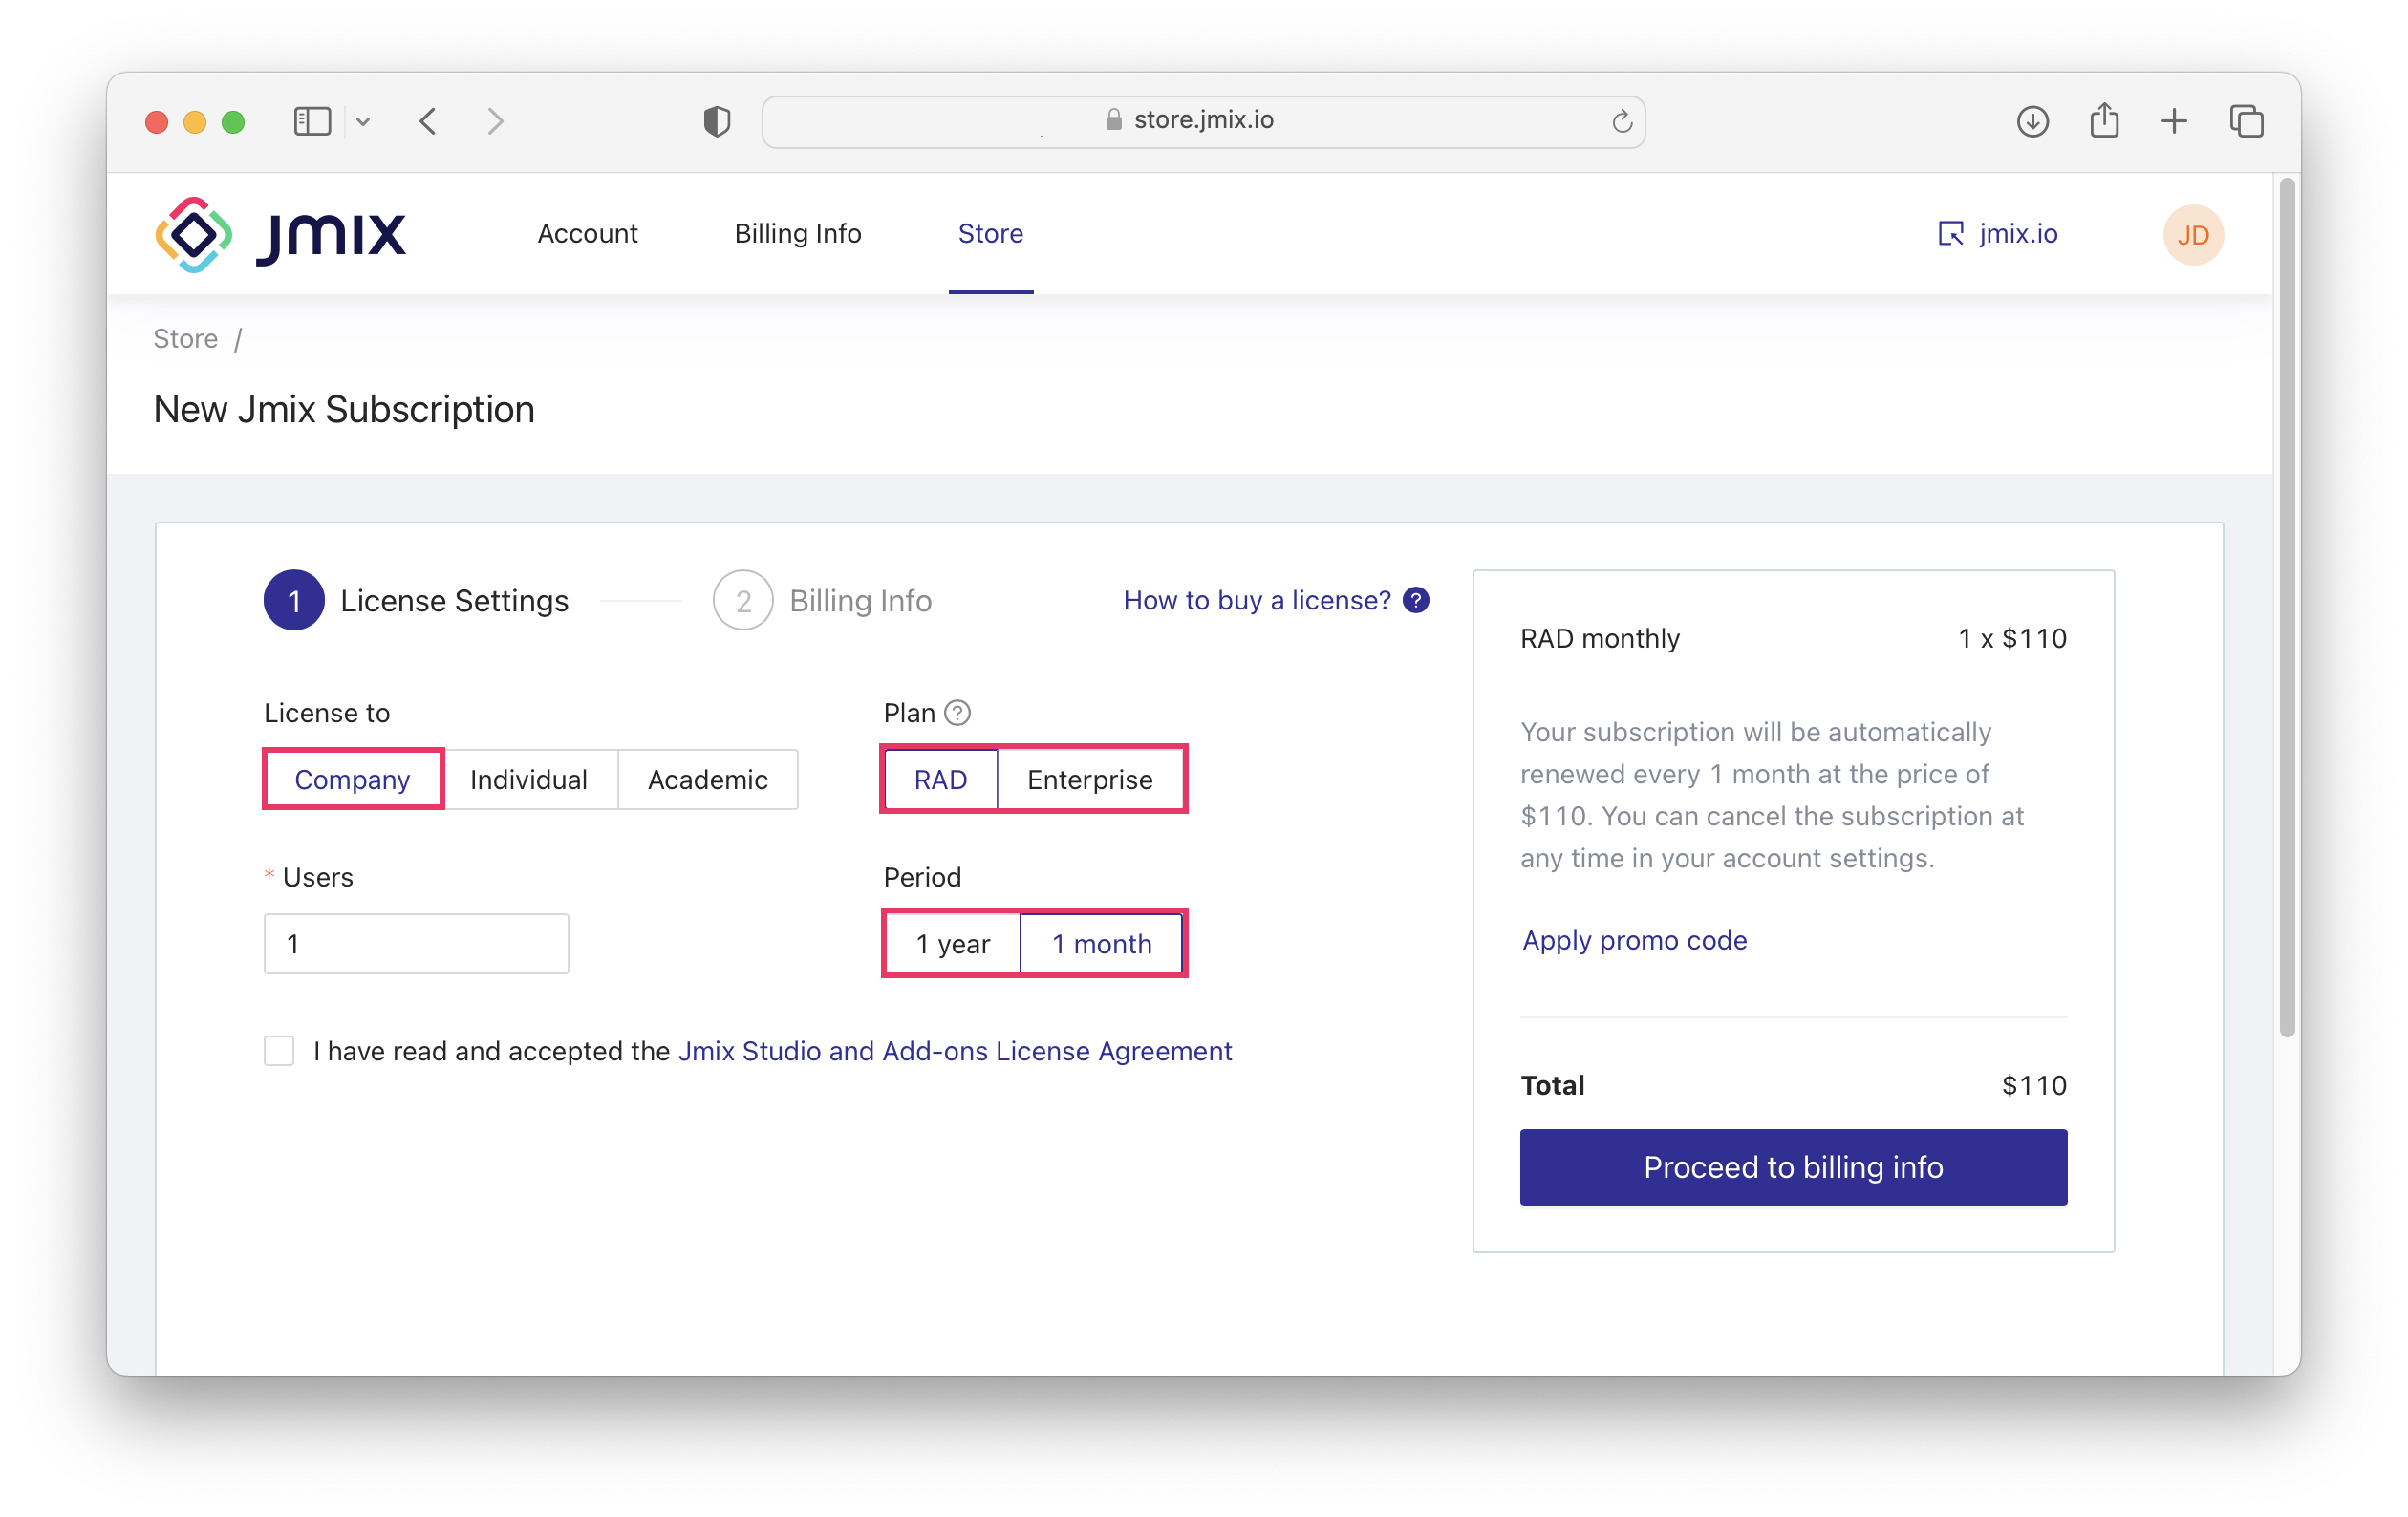 store.jmix.io
Jmix
Account
Billing Info
Store
jmix.io
JD
Store /
New Jmix Subscription
1 License Settings
2 Billing Info
How to buy a license? ?
License to
Company
Individual
Academic
Plan ?
RAD
Enterprise
* Users
1
Period
1 year
1 month
I have read and accepted the Jmix Studio and Add-ons License Agreement
RAD monthly
1 x $110
Your subscription will be automatically
renewed every 1 month at the price of
$110. You can cancel the subscription at
any time in your account settings.
Apply promo code
Total
$110
Proceed to billing info